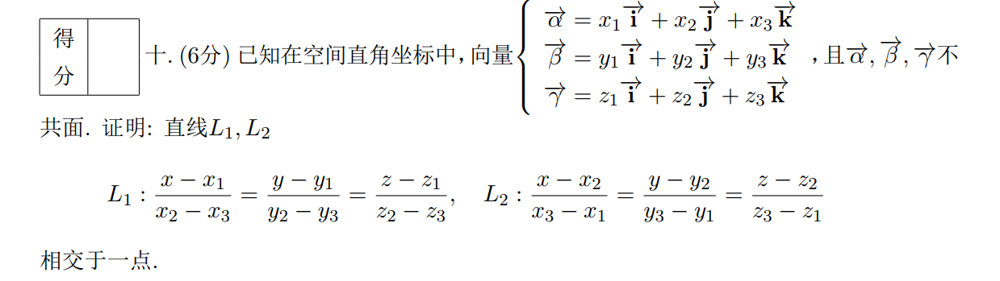 得分
十. (6分) 已知在空间直角坐标中, 向量 $\begin{cases} \overrightarrow{\alpha} = x_1\overrightarrow{\mathbf{i}} + x_2\overrightarrow{\mathbf{j}} + x_3\overrightarrow{\mathbf{k}} \\ \overrightarrow{\beta} = y_1\overrightarrow{\mathbf{i}} + y_2\overrightarrow{\mathbf{j}} + y_3\overrightarrow{\mathbf{k}} \\ \overrightarrow{\gamma} = z_1\overrightarrow{\mathbf{i}} + z_2\overrightarrow{\mathbf{j}} + z_3\overrightarrow{\mathbf{k}} \end{cases}$, 且$\overrightarrow{\alpha}, \overrightarrow{\beta}, \overrightarrow{\gamma}$不
共面. 证明: 直线$L_1, L_2$
$L_1: \frac{x - x_1}{x_2 - x_3} = \frac{y - y_1}{y_2 - y_3} = \frac{z - z_1}{z_2 - z_3}, \quad L_2: \frac{x - x_2}{x_3 - x_1} = \frac{y - y_2}{y_3 - y_1} = \frac{z - z_2}{z_3 - z_1}$
相交于一点.